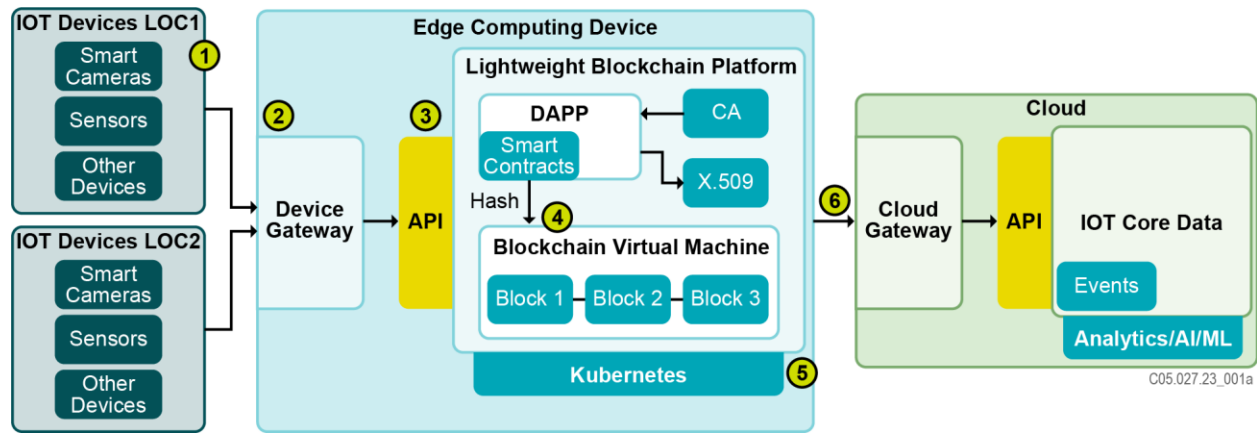 IOT Devices LOC1
1
Smart
Cameras
Sensors
Other
Devices
IOT Devices LOC2
Smart
Cameras
Sensors
Other
Devices
Edge Computing Device
2
Device
Gateway
3
API
Lightweight Blockchain Platform
DAPP
Smart
Contracts
CA
X.509
Hash
4
Blockchain Virtual Machine
Block 1
Block 2
Block 3
Kubernetes
5
6
Cloud
Cloud
Gateway
API
IOT Core Data
Events
Analytics/AI/ML
C05.027.23_001a